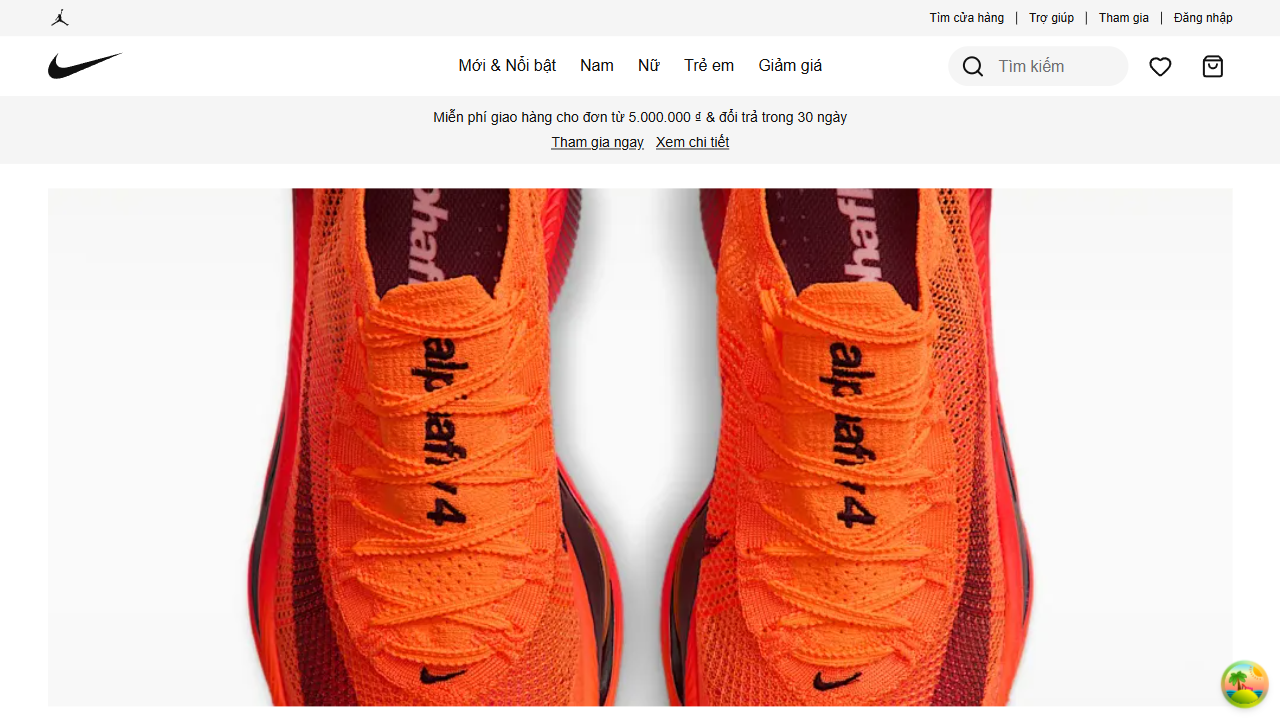 Tìm cửa hàng | Trợ giúp | Tham gia | Đăng nhập
Mới & Nổi bật Nam Nữ Trẻ em Giảm giá
Tìm kiếm
Miễn phí giao hàng cho đơn từ 5.000.000 ₫ & đổi trả trong 30 ngày
Tham gia ngay Xem chi tiết
alphafly 4
alphafly 4